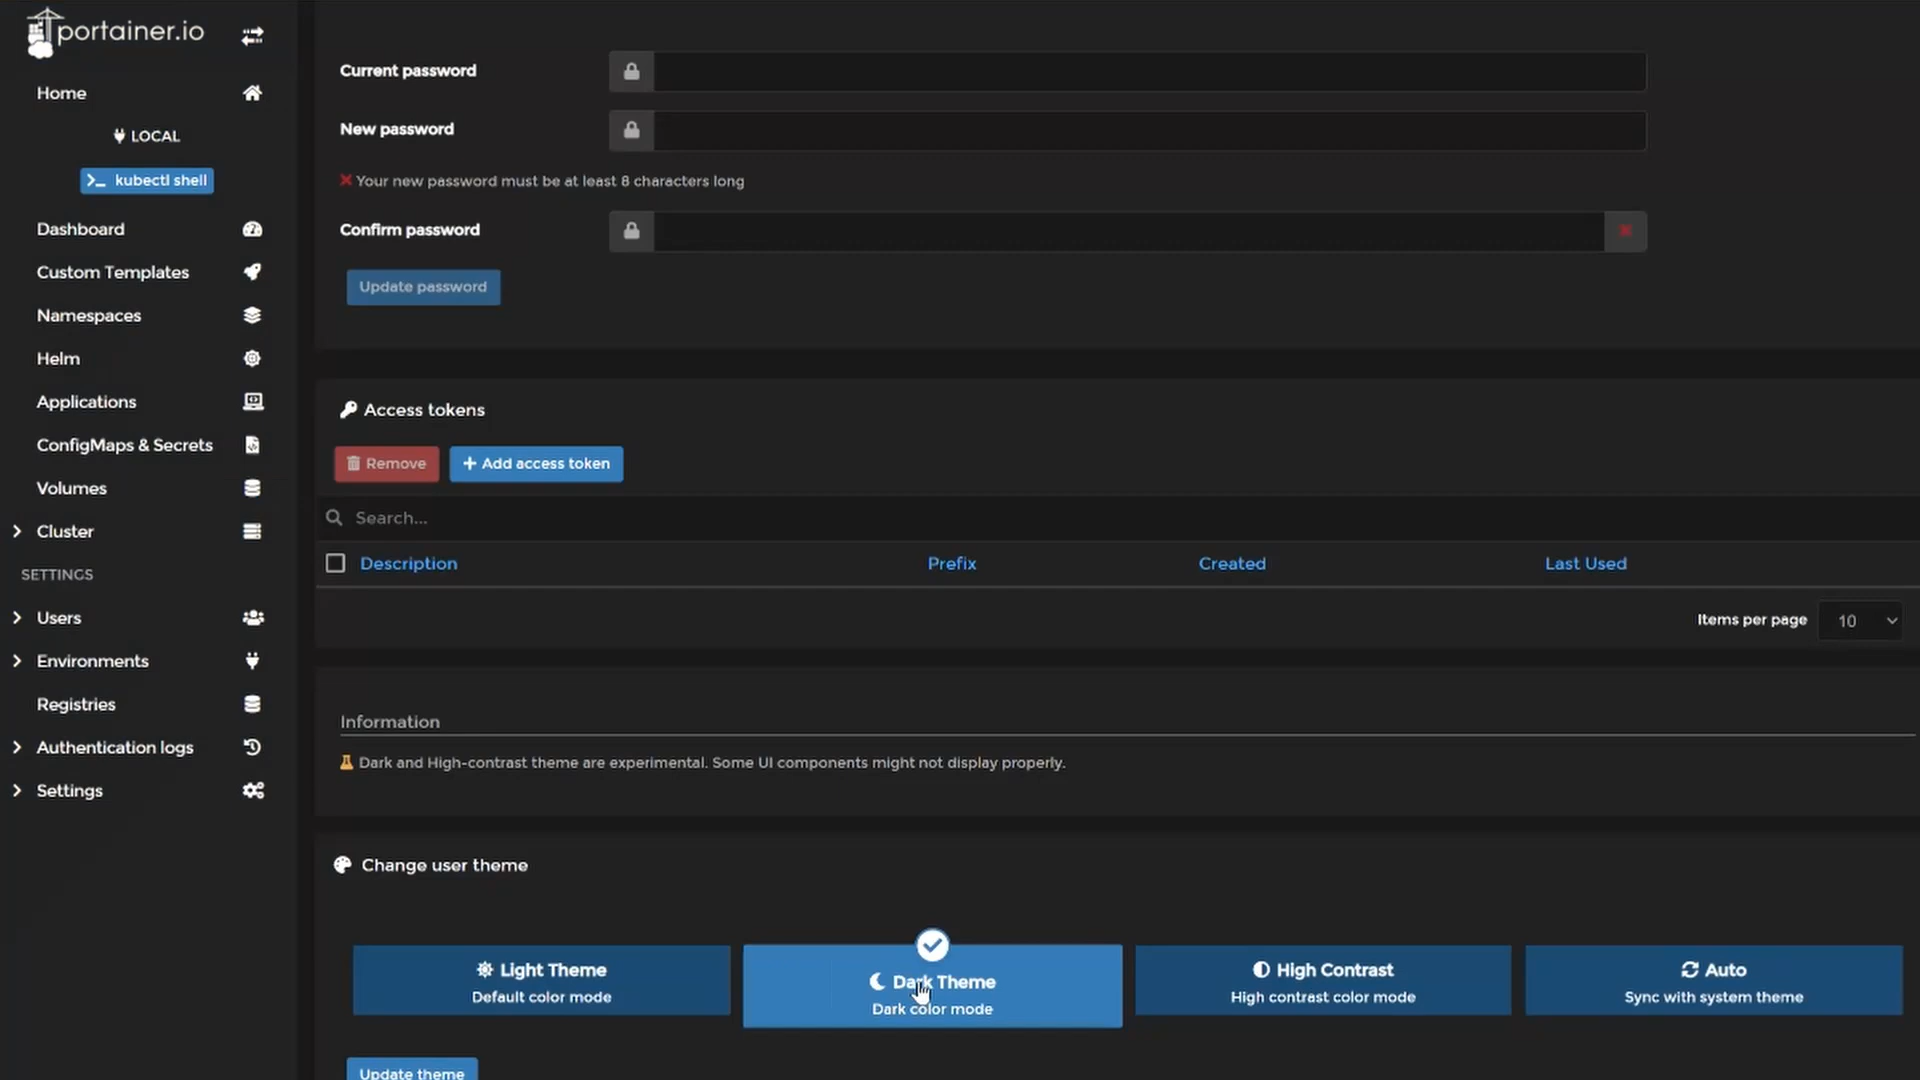 portainer.io
Home
LOCAL
kubectl shell
Dashboard
Custom Templates
Namespaces
Helm
Applications
ConfigMaps & Secrets
Volumes
Cluster
SETTINGS
Users
Environments
Registries
Authentication logs
Settings
Current password
New password
Your new password must be at least 8 characters long
Confirm password
Update password
Access tokens
Remove
Add access token
Search...
Description Prefix Created Last Used
Items per page 10
Information
Dark and High-contrast theme are experimental. Some UI components might not display properly.
Change user theme
Light Theme
Default color mode
Dark Theme
Dark color mode
High Contrast
High contrast color mode
Auto
Sync with system theme
Update theme